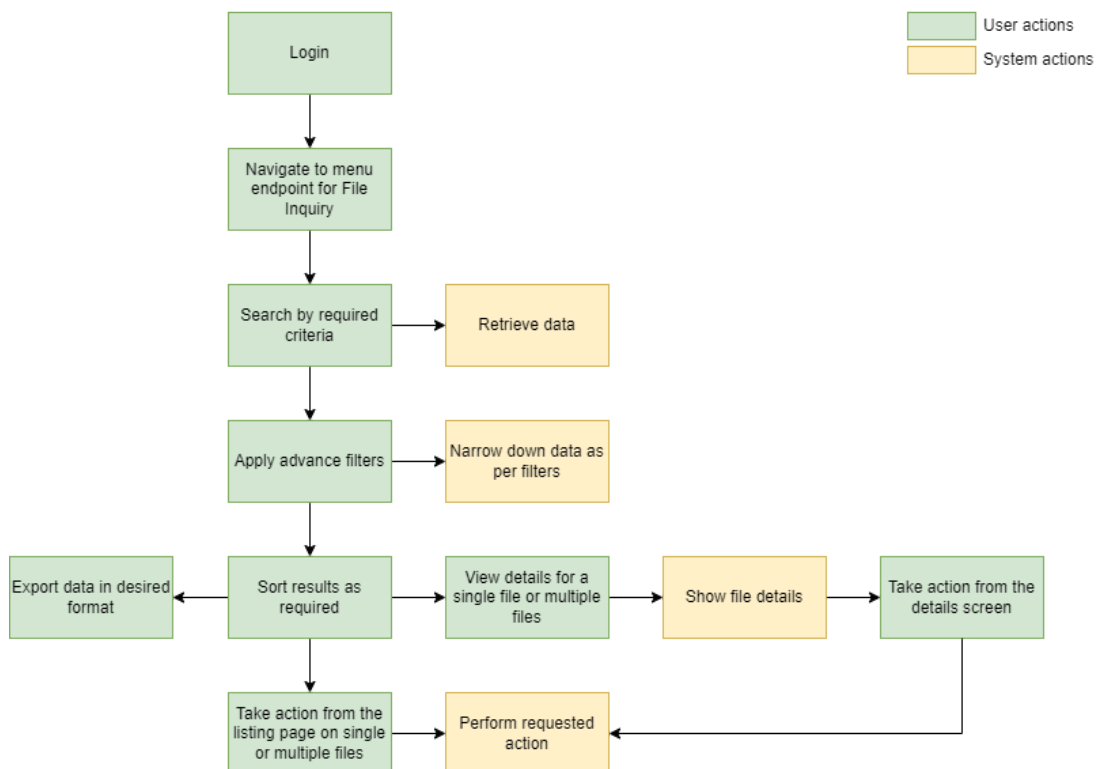 Login
User actions
System actions
Navigate to menu
endpoint for File
Inquiry
Search by required
criteria
Retrieve data
Apply advance filters
Narrow down data as
per filters
Export data in desired
format
Sort results as
required
View details for a
single file or multiple
files
Show file details
Take action from the
details screen
Take action from the
listing page on single
or multiple files
Perform requested
action